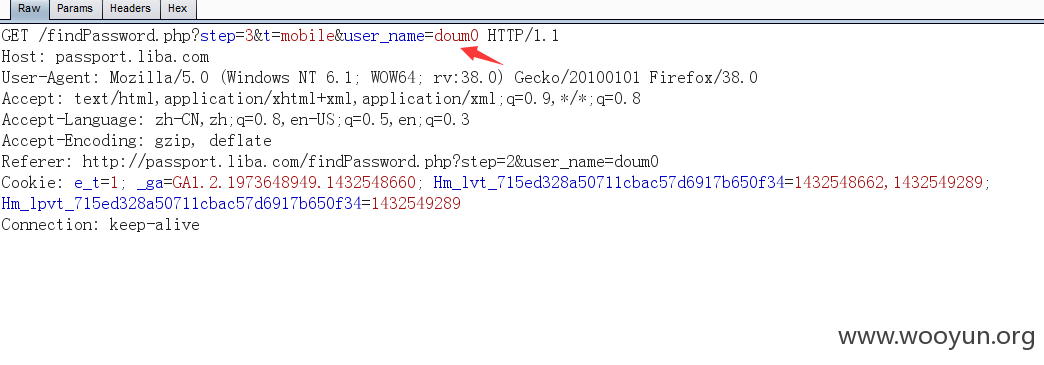 Raw Params Headers Hex
GET /findPassword.php?step=3&t=mobile&user_name=doum0 HTTP/1.1
Host: passport.liba.com
User-Agent: Mozilla/5.0 (Windows NT 6.1; WOW64; rv:38.0) Gecko/20100101 Firefox/38.0
Accept: text/html,application/xhtml+xml,application/xml;q=0.9,*/*;q=0.8
Accept-Language: zh-CN,zh;q=0.8,en-US;q=0.5,en;q=0.3
Accept-Encoding: gzip, deflate
Referer: http://passport.liba.com/findPassword.php?step=2&user_name=doum0
Cookie: e_t=1; _ga=GA1.2.1973648949.1432548660; Hm_lvt_715ed328a50711cbac57d6917b650f34=1432548662,1432549289;
Hm_lpvt_715ed328a50711cbac57d6917b650f34=1432549289
Connection: keep-alive
www.wooyun.org